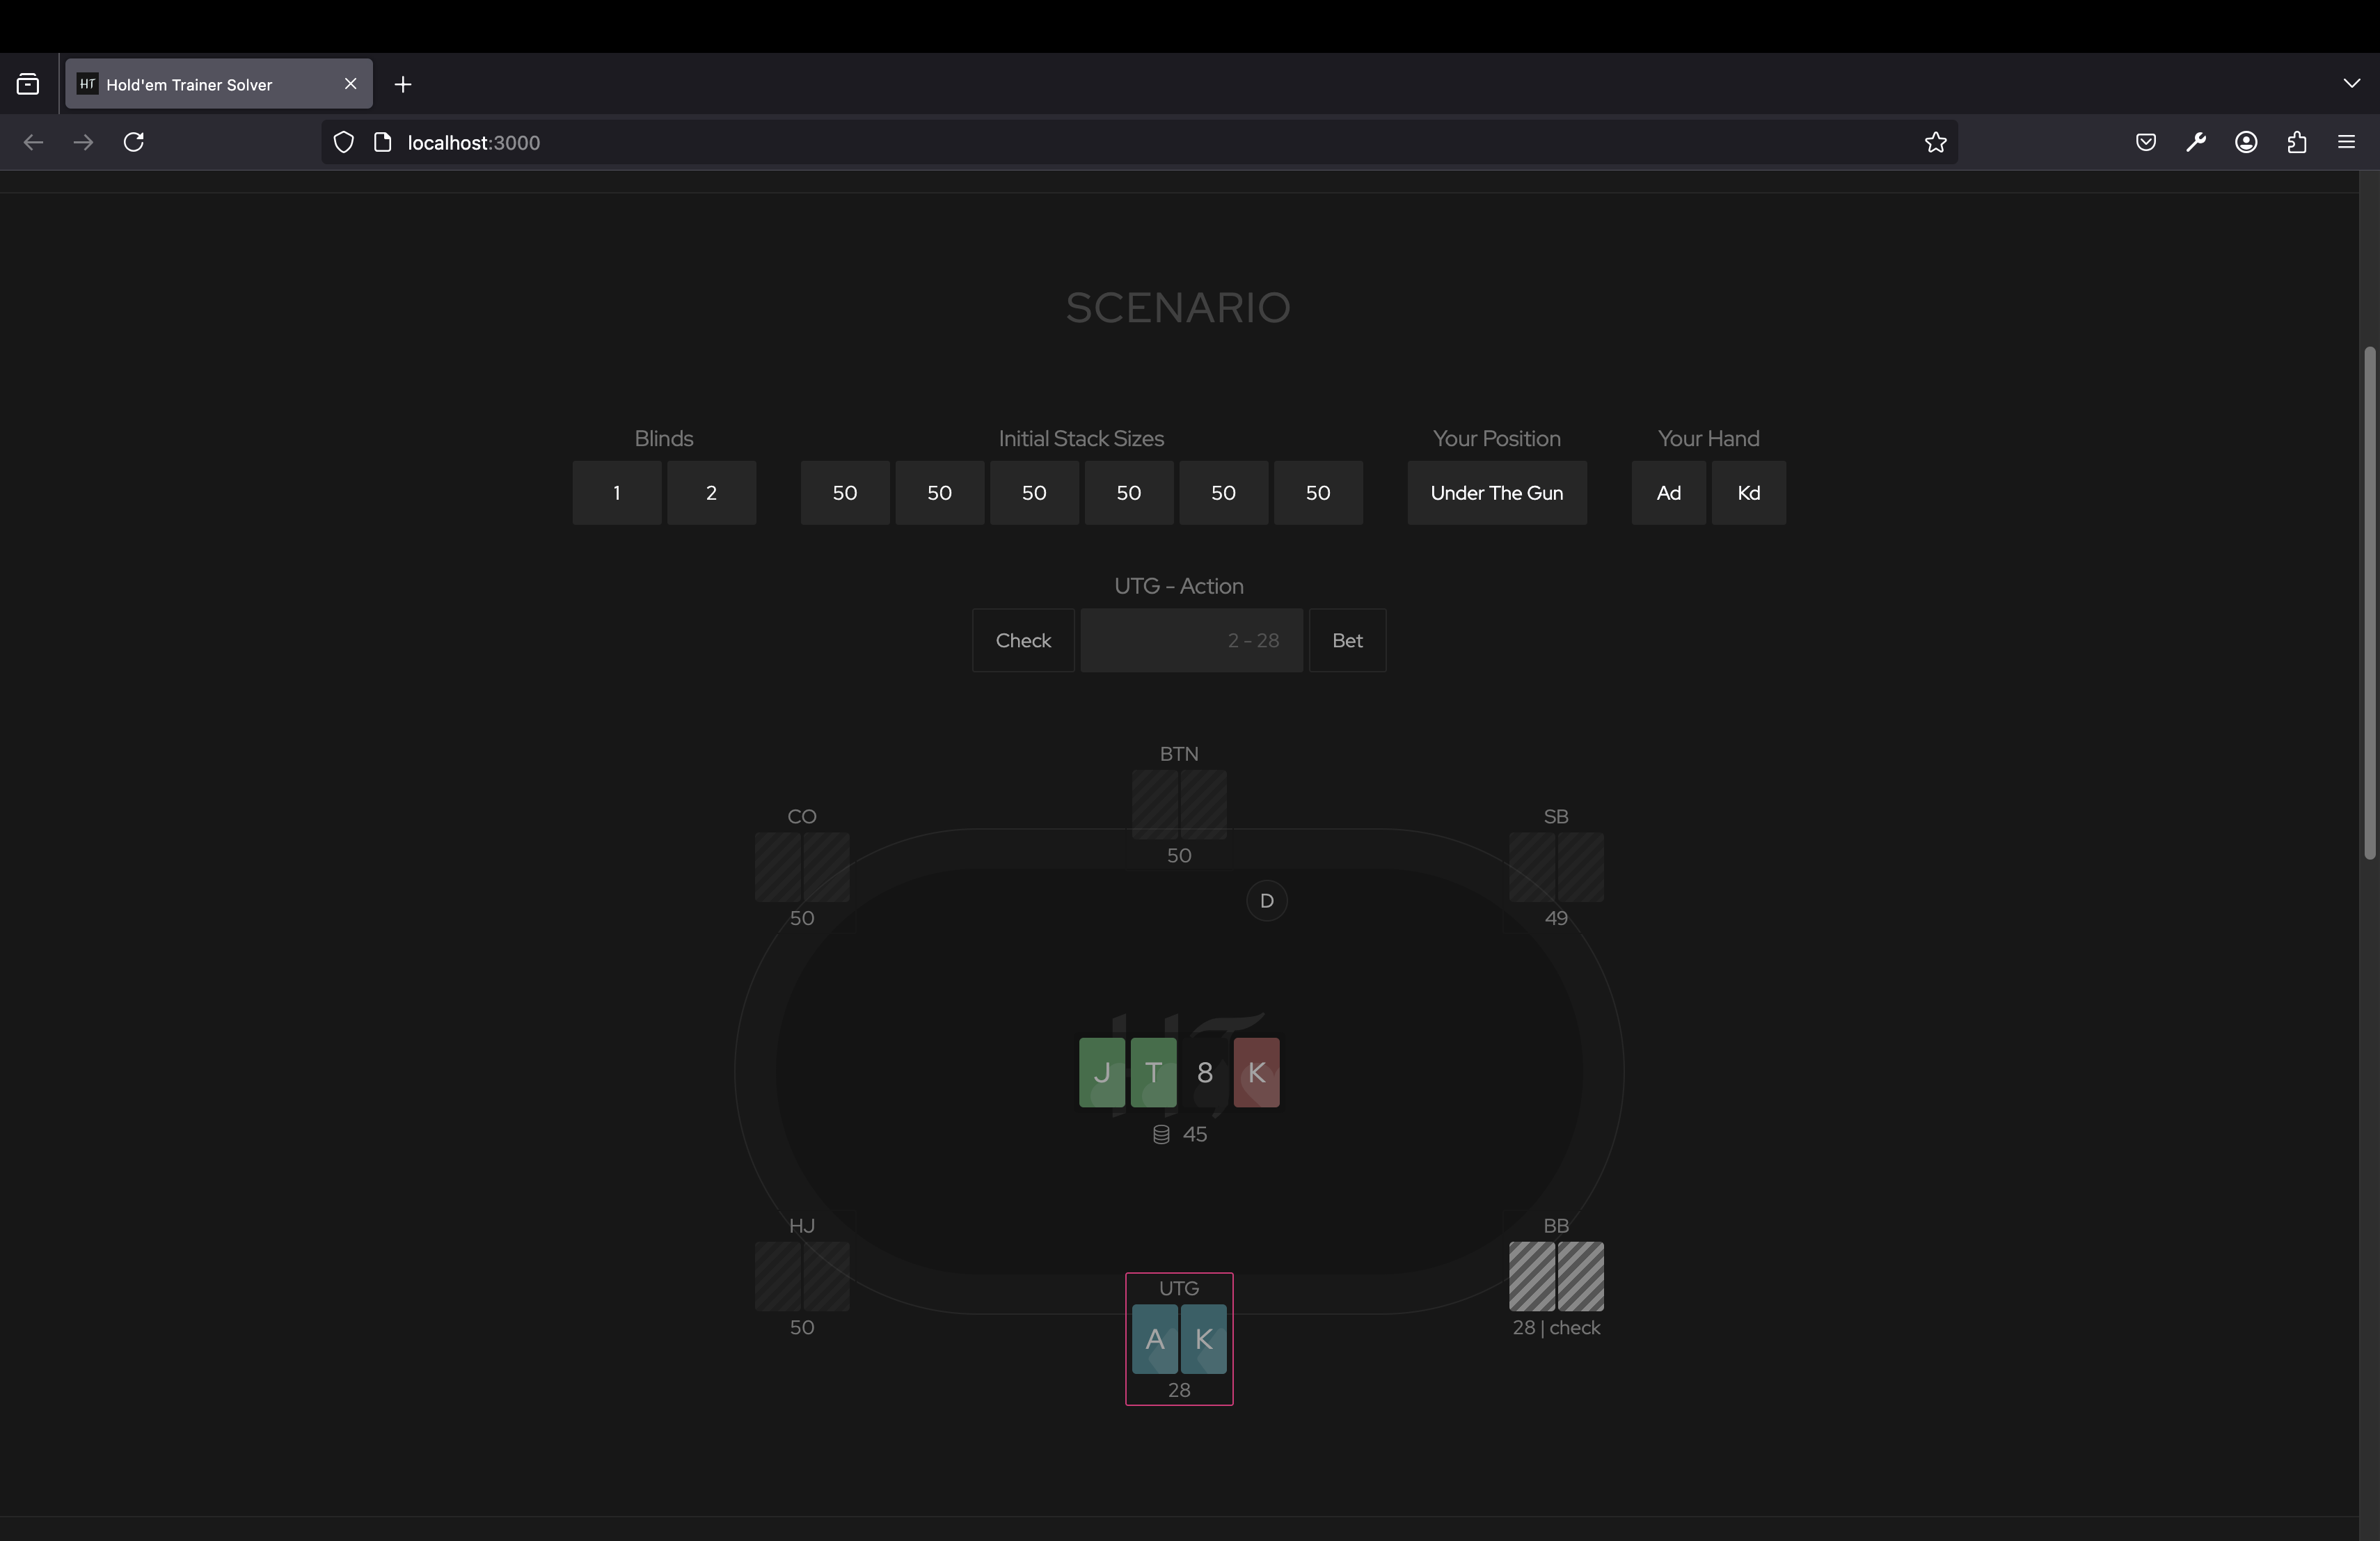 HT Hold'em Trainer Solver
localhost:3000
SCENARIO
Blinds Initial Stack Sizes Your Position Your Hand
1 2 50 50 50 50 50 50 Under The Gun Ad Kd
UTG - Action
Check 2 - 28 Bet
BTN
50
CO
50
SB
49
D
HT
J T 8 K
45
HJ
50
BB
28 | check
UTG
A K
28